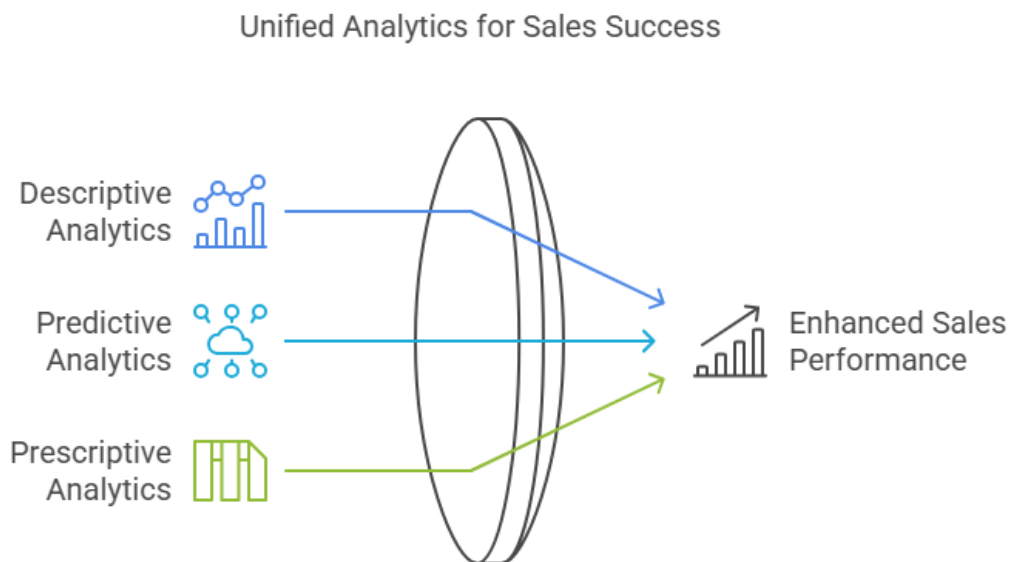 Unified Analytics for Sales Success
Descriptive
Analytics
Predictive
Analytics
Prescriptive
Analytics
Enhanced Sales
Performance